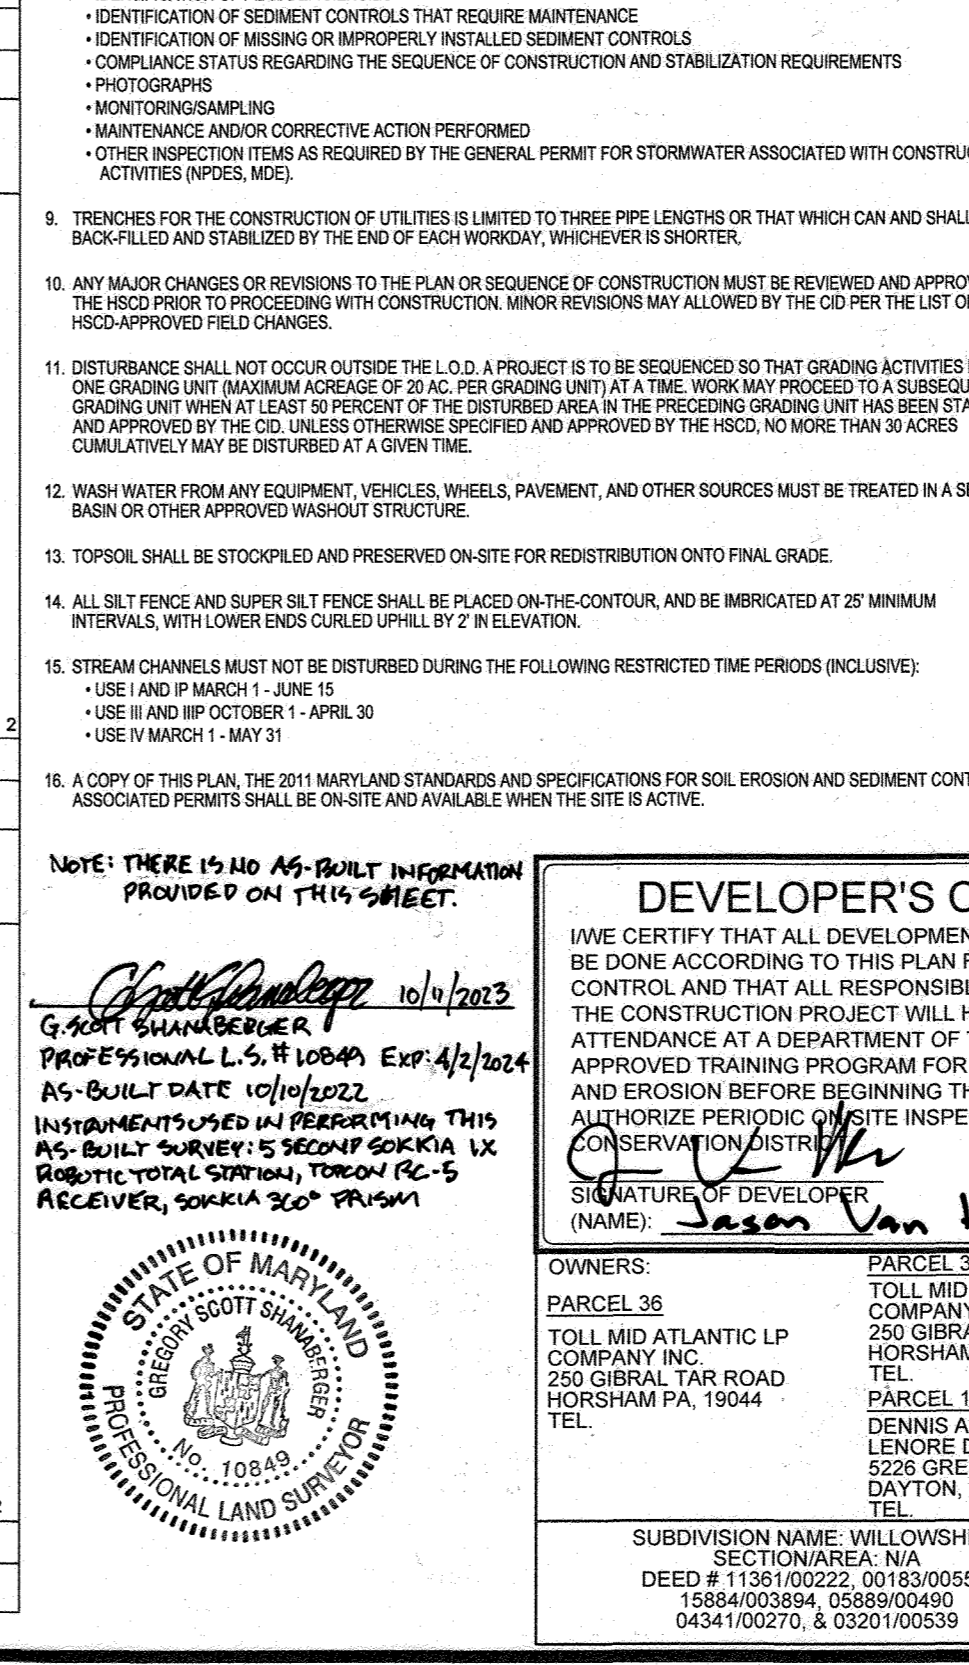 • IDENTIFICATION OF SEDIMENT CONTROLS THAT REQUIRE MAINTENANCE
• IDENTIFICATION OF MISSING OR IMPROPERLY INSTALLED SEDIMENT CONTROLS
• COMPLIANCE STATUS REGARDING THE SEQUENCE OF CONSTRUCTION AND STABILIZATION REQUIREMENTS
• PHOTOGRAPHS
• MONITORING/SAMPLING
• MAINTENANCE AND/OR CORRECTIVE ACTION PERFORMED
• OTHER INSPECTION ITEMS AS REQUIRED BY THE GENERAL PERMIT FOR STORMWATER ASSOCIATED WITH CONSTRU
ACTIVITIES (NPDES, MDE).
9. TRENCHES FOR THE CONSTRUCTION OF UTILITIES IS LIMITED TO THREE PIPE LENGTHS OR THAT WHICH CAN AND SHALL
BACK-FILLED AND STABILIZED BY THE END OF EACH WORKDAY, WHICHEVER IS SHORTER.
10. ANY MAJOR CHANGES OR REVISIONS TO THE PLAN OR SEQUENCE OF CONSTRUCTION MUST BE REVIEWED AND APPROV
THE HSCD PRIOR TO PROCEEDING WITH CONSTRUCTION. MINOR REVISIONS MAY ALLOWED BY THE CID PER THE LIST O
HSCD-APPROVED FIELD CHANGES.
11. DISTURBANCE SHALL NOT OCCUR OUTSIDE THE L.O.D. A PROJECT IS TO BE SEQUENCED SO THAT GRADING ACTIVITIES
ONE GRADING UNIT (MAXIMUM ACREAGE OF 20 AC. PER GRADING UNIT) AT A TIME. WORK MAY PROCEED TO A SUBSEQU
GRADING UNIT WHEN AT LEAST 50 PERCENT OF THE DISTURBED AREA IN THE PRECEDING GRADING UNIT HAS BEEN STA
AND APPROVED BY THE CID. UNLESS OTHERWISE SPECIFIED AND APPROVED BY THE HSCD, NO MORE THAN 30 ACRES
CUMULATIVELY MAY BE DISTURBED AT A GIVEN TIME.
12. WASH WATER FROM ANY EQUIPMENT, VEHICLES, WHEELS, PAVEMENT, AND OTHER SOURCES MUST BE TREATED IN A S
BASIN OR OTHER APPROVED WASHOUT STRUCTURE.
13. TOPSOIL SHALL BE STOCKPILED AND PRESERVED ON-SITE FOR REDISTRIBUTION ONTO FINAL GRADE.
14. ALL SILT FENCE AND SUPER SILT FENCE SHALL BE PLACED ON-THE-CONTOUR, AND BE IMBRICATED AT 25' MINIMUM
INTERVALS, WITH LOWER ENDS CURLED UPHILL BY 2' IN ELEVATION.
15. STREAM CHANNELS MUST NOT BE DISTURBED DURING THE FOLLOWING RESTRICTED TIME PERIODS (INCLUSIVE):
• USE I AND IP MARCH 1 - JUNE 15
• USE III AND IIIP OCTOBER 1 - APRIL 30
• USE IV MARCH 1 - MAY 31
2
16. A COPY OF THIS PLAN, THE 2011 MARYLAND STANDARDS AND SPECIFICATIONS FOR SOIL EROSION AND SEDIMENT CONT
ASSOCIATED PERMITS SHALL BE ON-SITE AND AVAILABLE WHEN THE SITE IS ACTIVE.
NOTE: THERE IS NO AS-BUILT INFORMATION
PROVIDED ON THIS SHEET.
10/11/2023
G. SCOTT SHANABERGER
PROFESSIONAL L.S. # 10849 EXP: 4/2/2024
AS-BUILT DATE 10/10/2022
INSTRUMENTS USED IN PERFORMING THIS
AS-BUILT SURVEY: 5 SECOND SOKKIA IX
ROBOTIC TOTAL STATION, TOPCON RC-5
RECEIVER, SOKKIA 360° PRISM
STATE OF MARYLAND
GREGORY SCOTT SHANABERGER
No. 10849
PROFESSIONAL LAND SURVEYOR
DEVELOPER'S C
I/WE CERTIFY THAT ALL DEVELOPMEN
BE DONE ACCORDING TO THIS PLAN F
CONTROL AND THAT ALL RESPONSIBL
THE CONSTRUCTION PROJECT WILL H
ATTENDANCE AT A DEPARTMENT OF
APPROVED TRAINING PROGRAM FOR
AND EROSION BEFORE BEGINNING TH
AUTHORIZE PERIODIC ON-SITE INSPE
CONSERVATION DISTRICT
SIGNATURE OF DEVELOPER
(NAME): Jason Van
OWNERS:
PARCEL 36
TOLL MID ATLANTIC LP
COMPANY INC.
250 GIBRAL TAR ROAD
HORSHAM PA, 19044
TEL.
PARCEL 3
TOLL MID
COMPANY
250 GIBRA
HORSHAM
TEL.
PARCEL 1
DENNIS A
LENORE D
5226 GRE
DAYTON,
TEL.
SUBDIVISION NAME: WILLOWSH
SECTION/AREA: N/A
DEED # 11361/00222, 00183/0055
15884/003894, 05889/00490
04341/00270, & 03201/00539